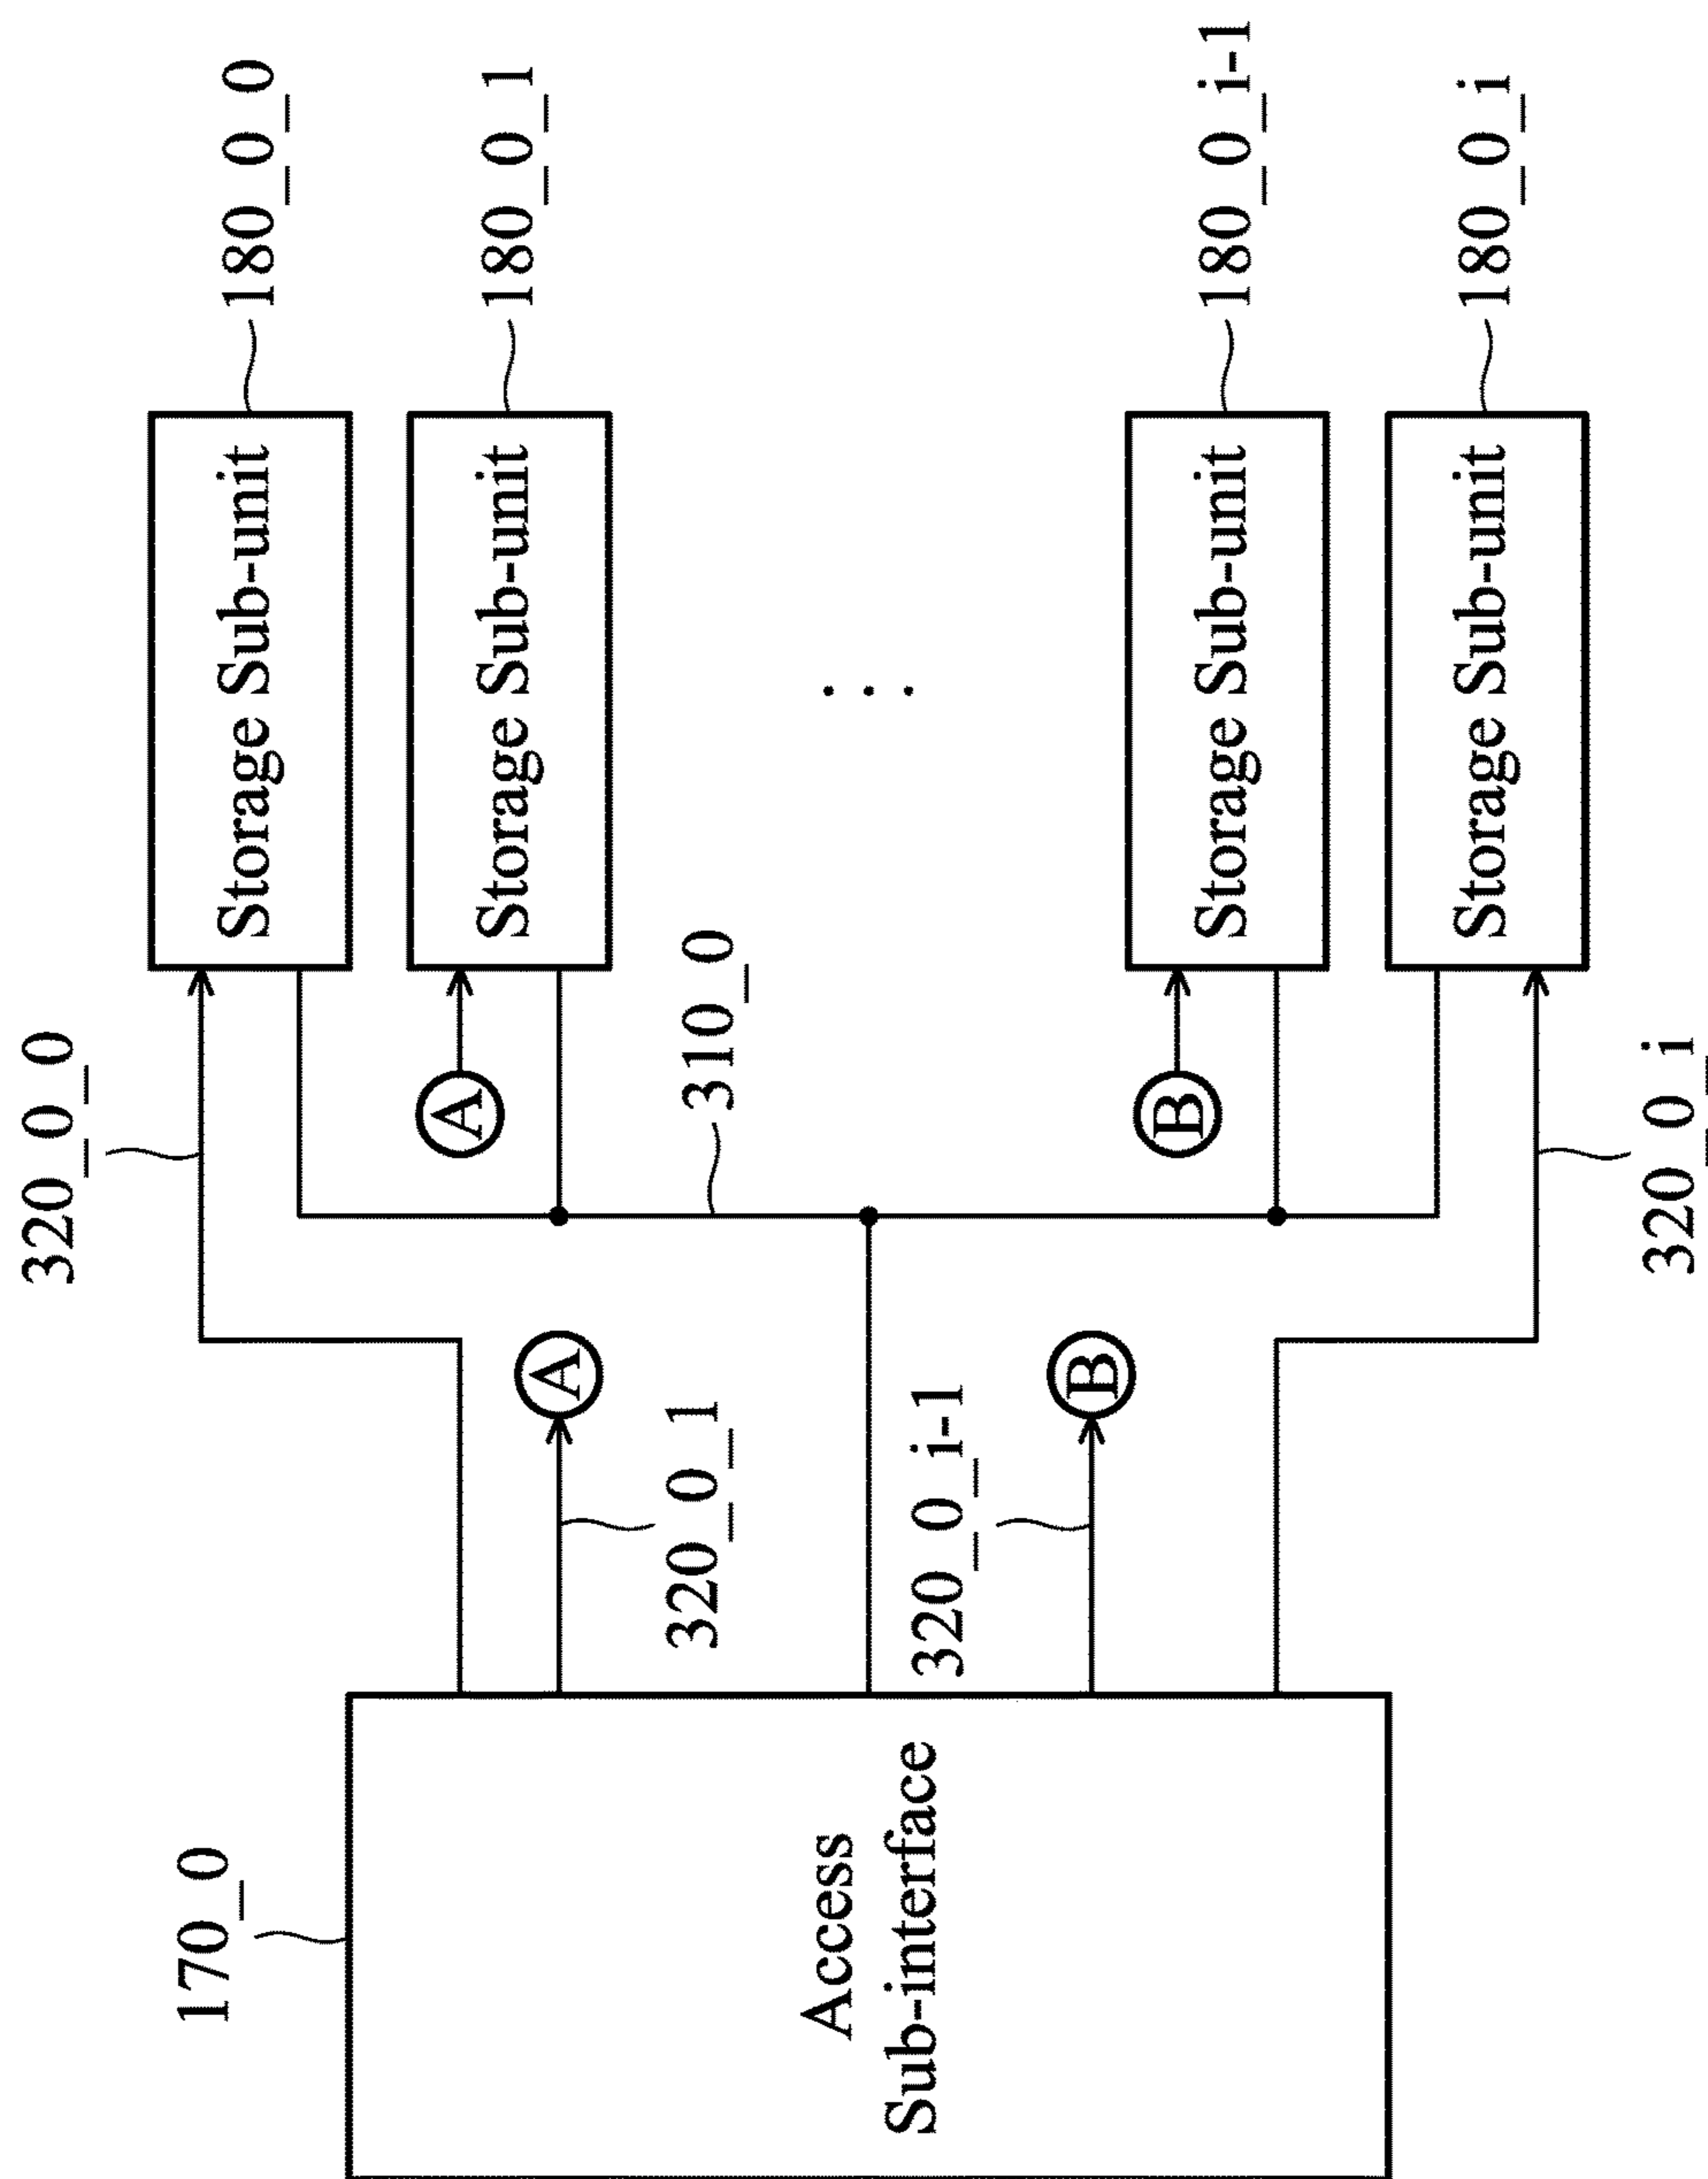 320_0_0
180_0_0
Storage Sub-unit
180_0_1
Storage Sub-unit
A
A
320_0_1
310_0
170_0
Access
Sub-interface
. . .
320_0_i-1
B
B
180_0_i-1
Storage Sub-unit
180_0_i
Storage Sub-unit
320_0_i